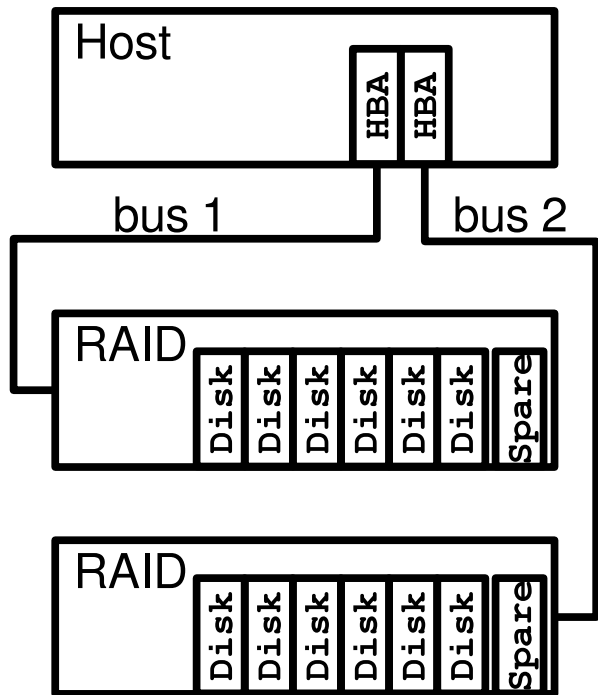 Host
HBA HBA
bus 1
bus 2
RAID
Disk Disk Disk Disk Disk Disk Spare
RAID
Disk Disk Disk Disk Disk Disk Spare